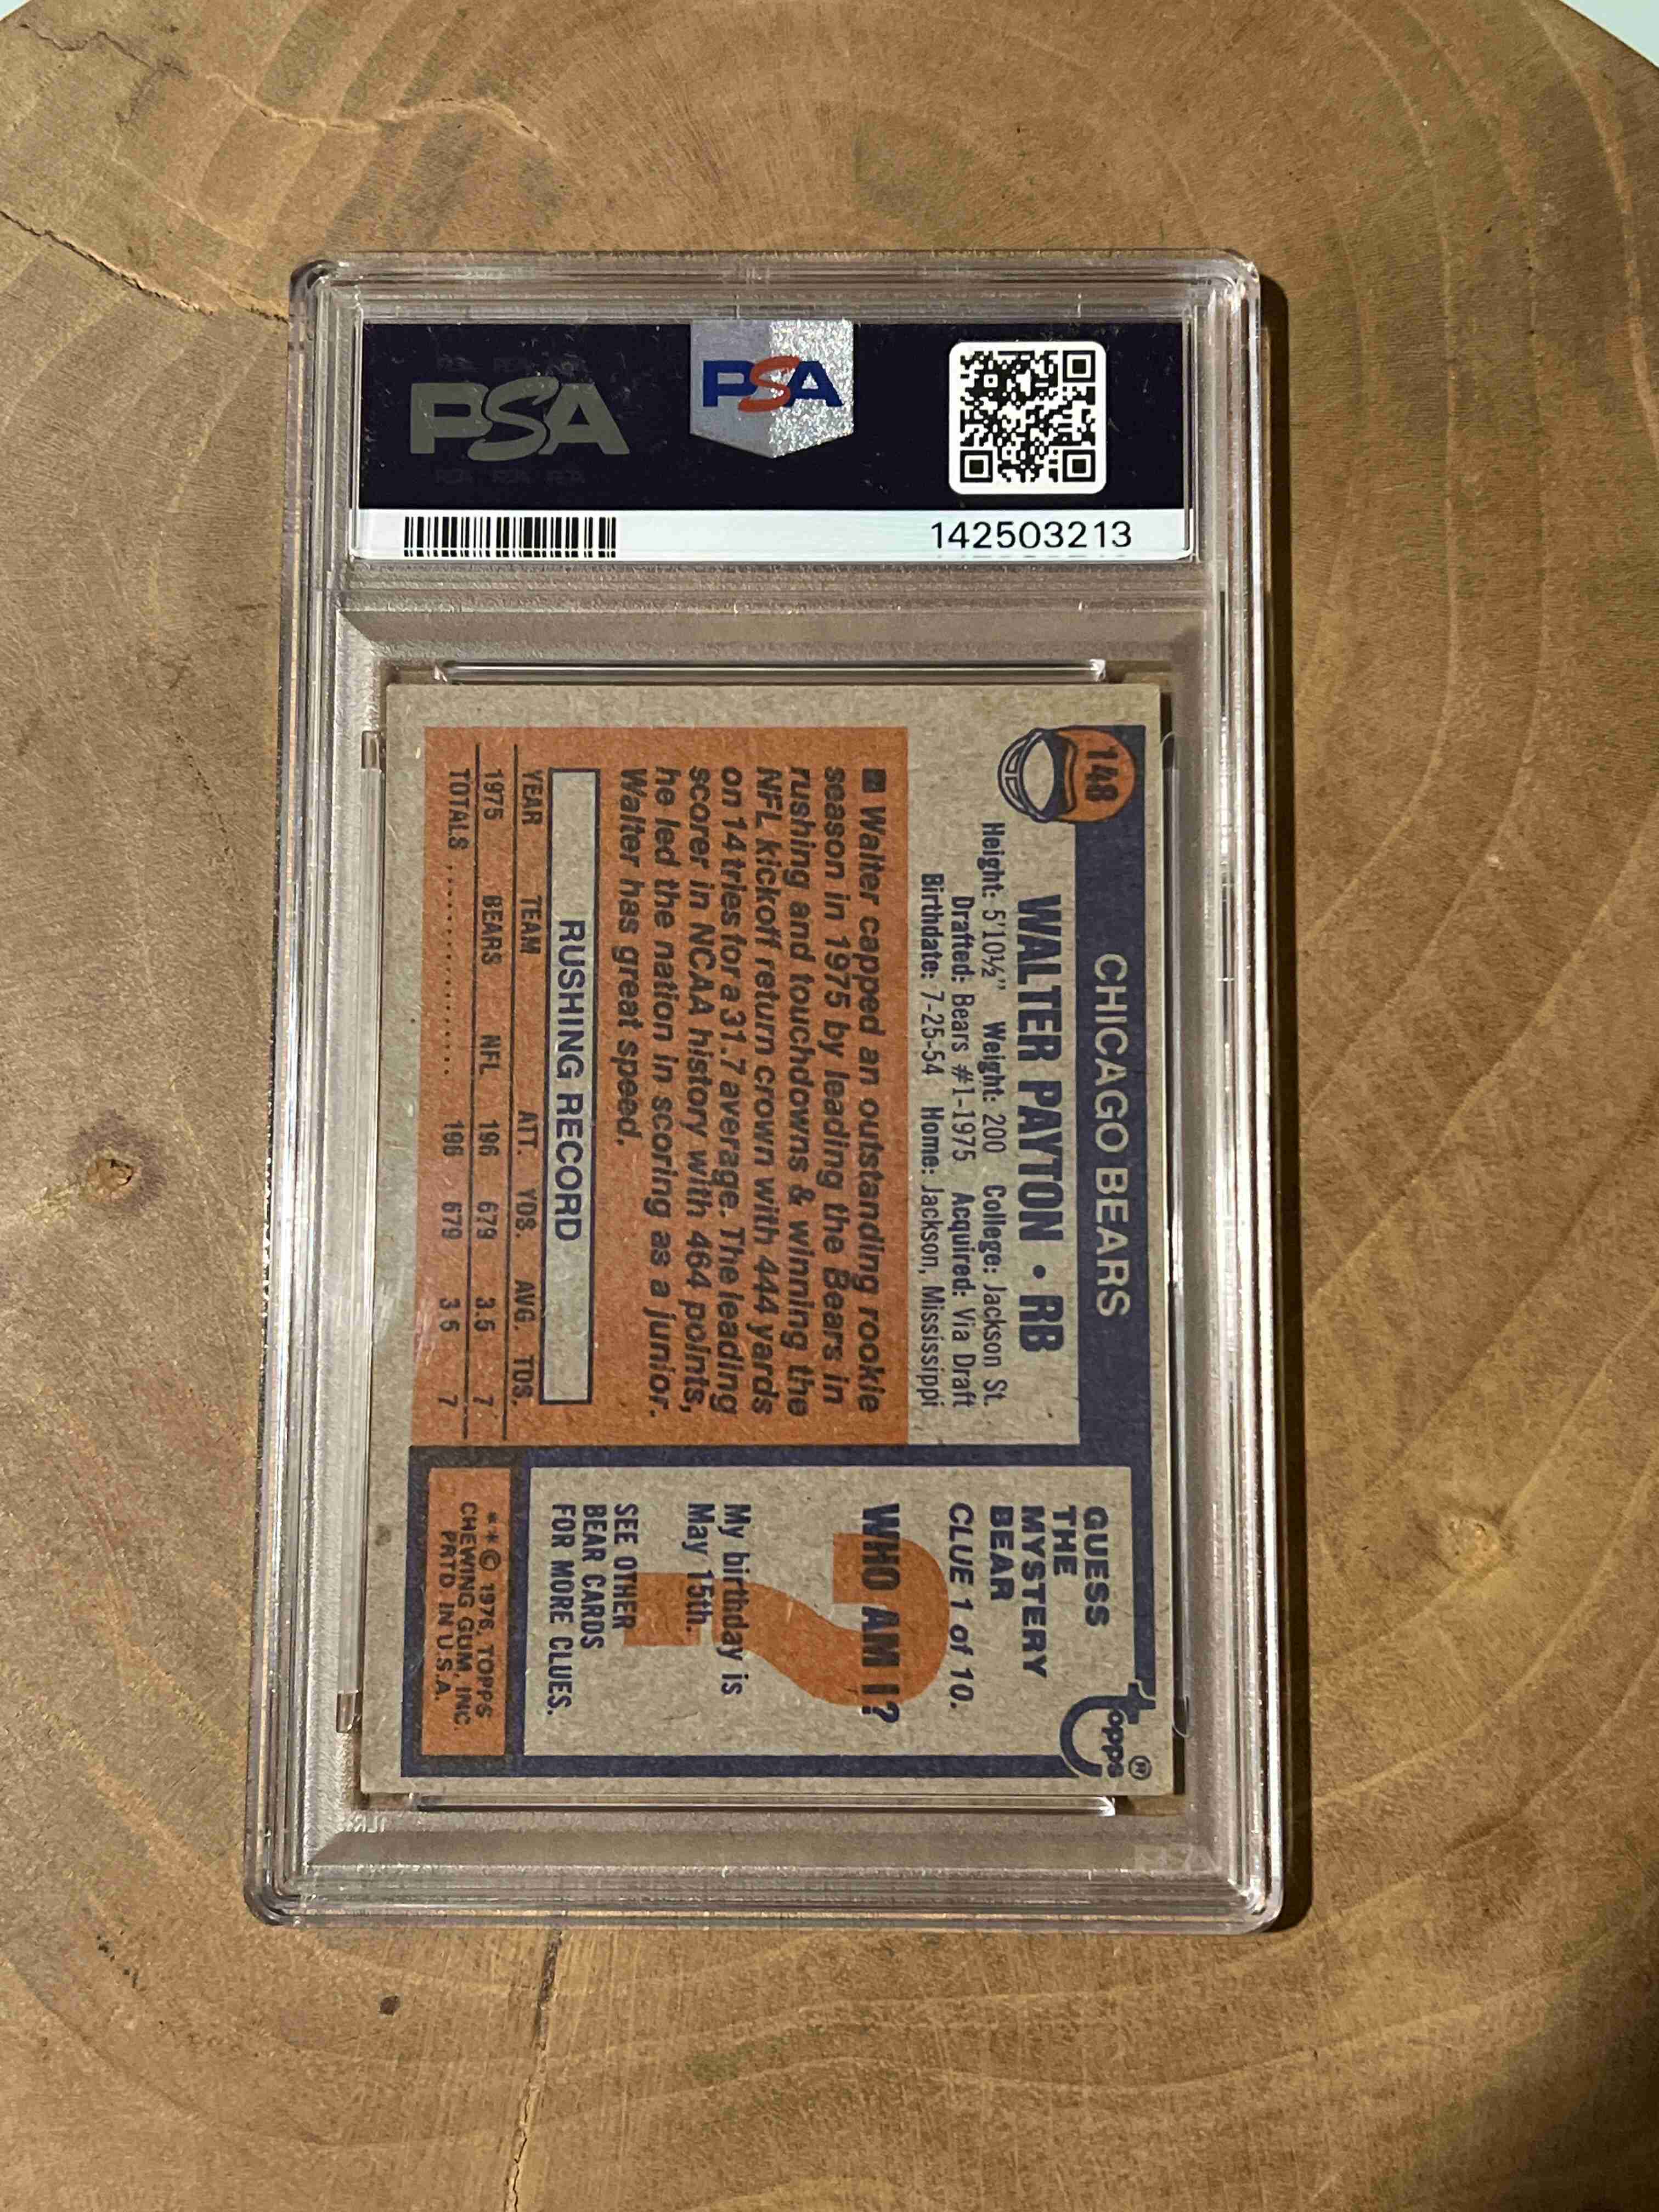 PSA
PSA
142503213
148
CHICAGO BEARS
WALTER PAYTON • RB
Height: 5'10½" Weight: 200 College: Jackson St.
Drafted: Bears #1-1975 Acquired: Via Draft
Birthdate: 7-25-54 Home: Jackson, Mississippi
■ Walter capped an outstanding rookie
season in 1975 by leading the Bears in
rushing and touchdowns & winning the
NFL kickoff return crown with 444 yards
on 14 tries for a 31.7 average. The leading
scorer in NCAA history with 464 points,
he led the nation in scoring as a junior.
Walter has great speed.
RUSHING RECORD
YEAR TEAM ATT. YDS. AVG. TDS.
1975 BEARS NFL 196 679 3.5 7
TOTALS .................. 196 679 3.5 7
Topps®
GUESS
THE
MYSTERY
BEAR
CLUE 1 of 10.
WHO AM I?
My birthday is
May 15th.
SEE OTHER
BEAR CARDS
FOR MORE CLUES.
**© 1976, TOPPS
CHEWING GUM, INC.
PRTD IN U.S.A.
PSA